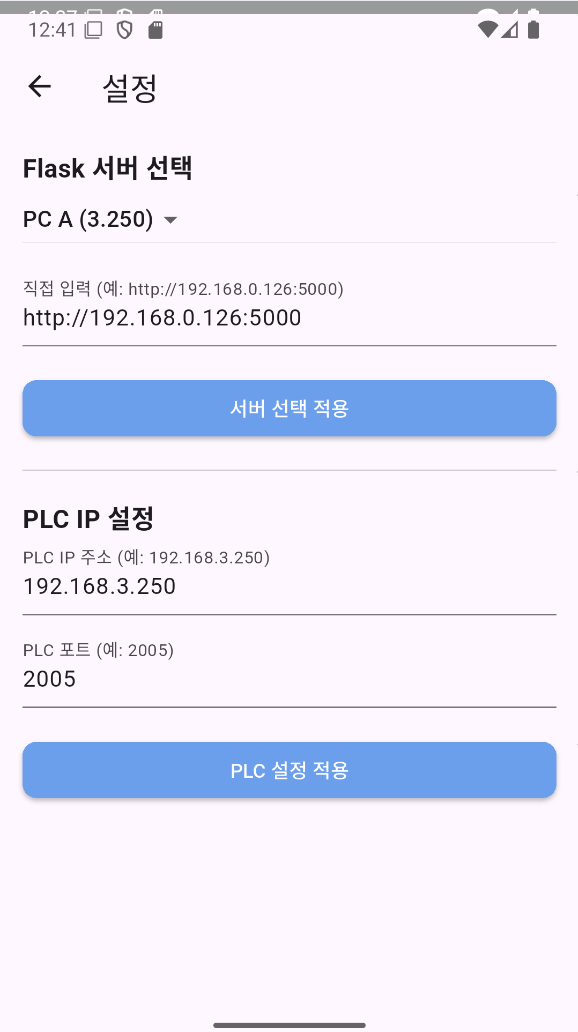 12:41
설정
Flask 서버 선택
PC A (3.250)
직접 입력 (예: http://192.168.0.126:5000)
http://192.168.0.126:5000
서버 선택 적용
PLC IP 설정
PLC IP 주소 (예: 192.168.3.250)
192.168.3.250
PLC 포트 (예: 2005)
2005
PLC 설정 적용